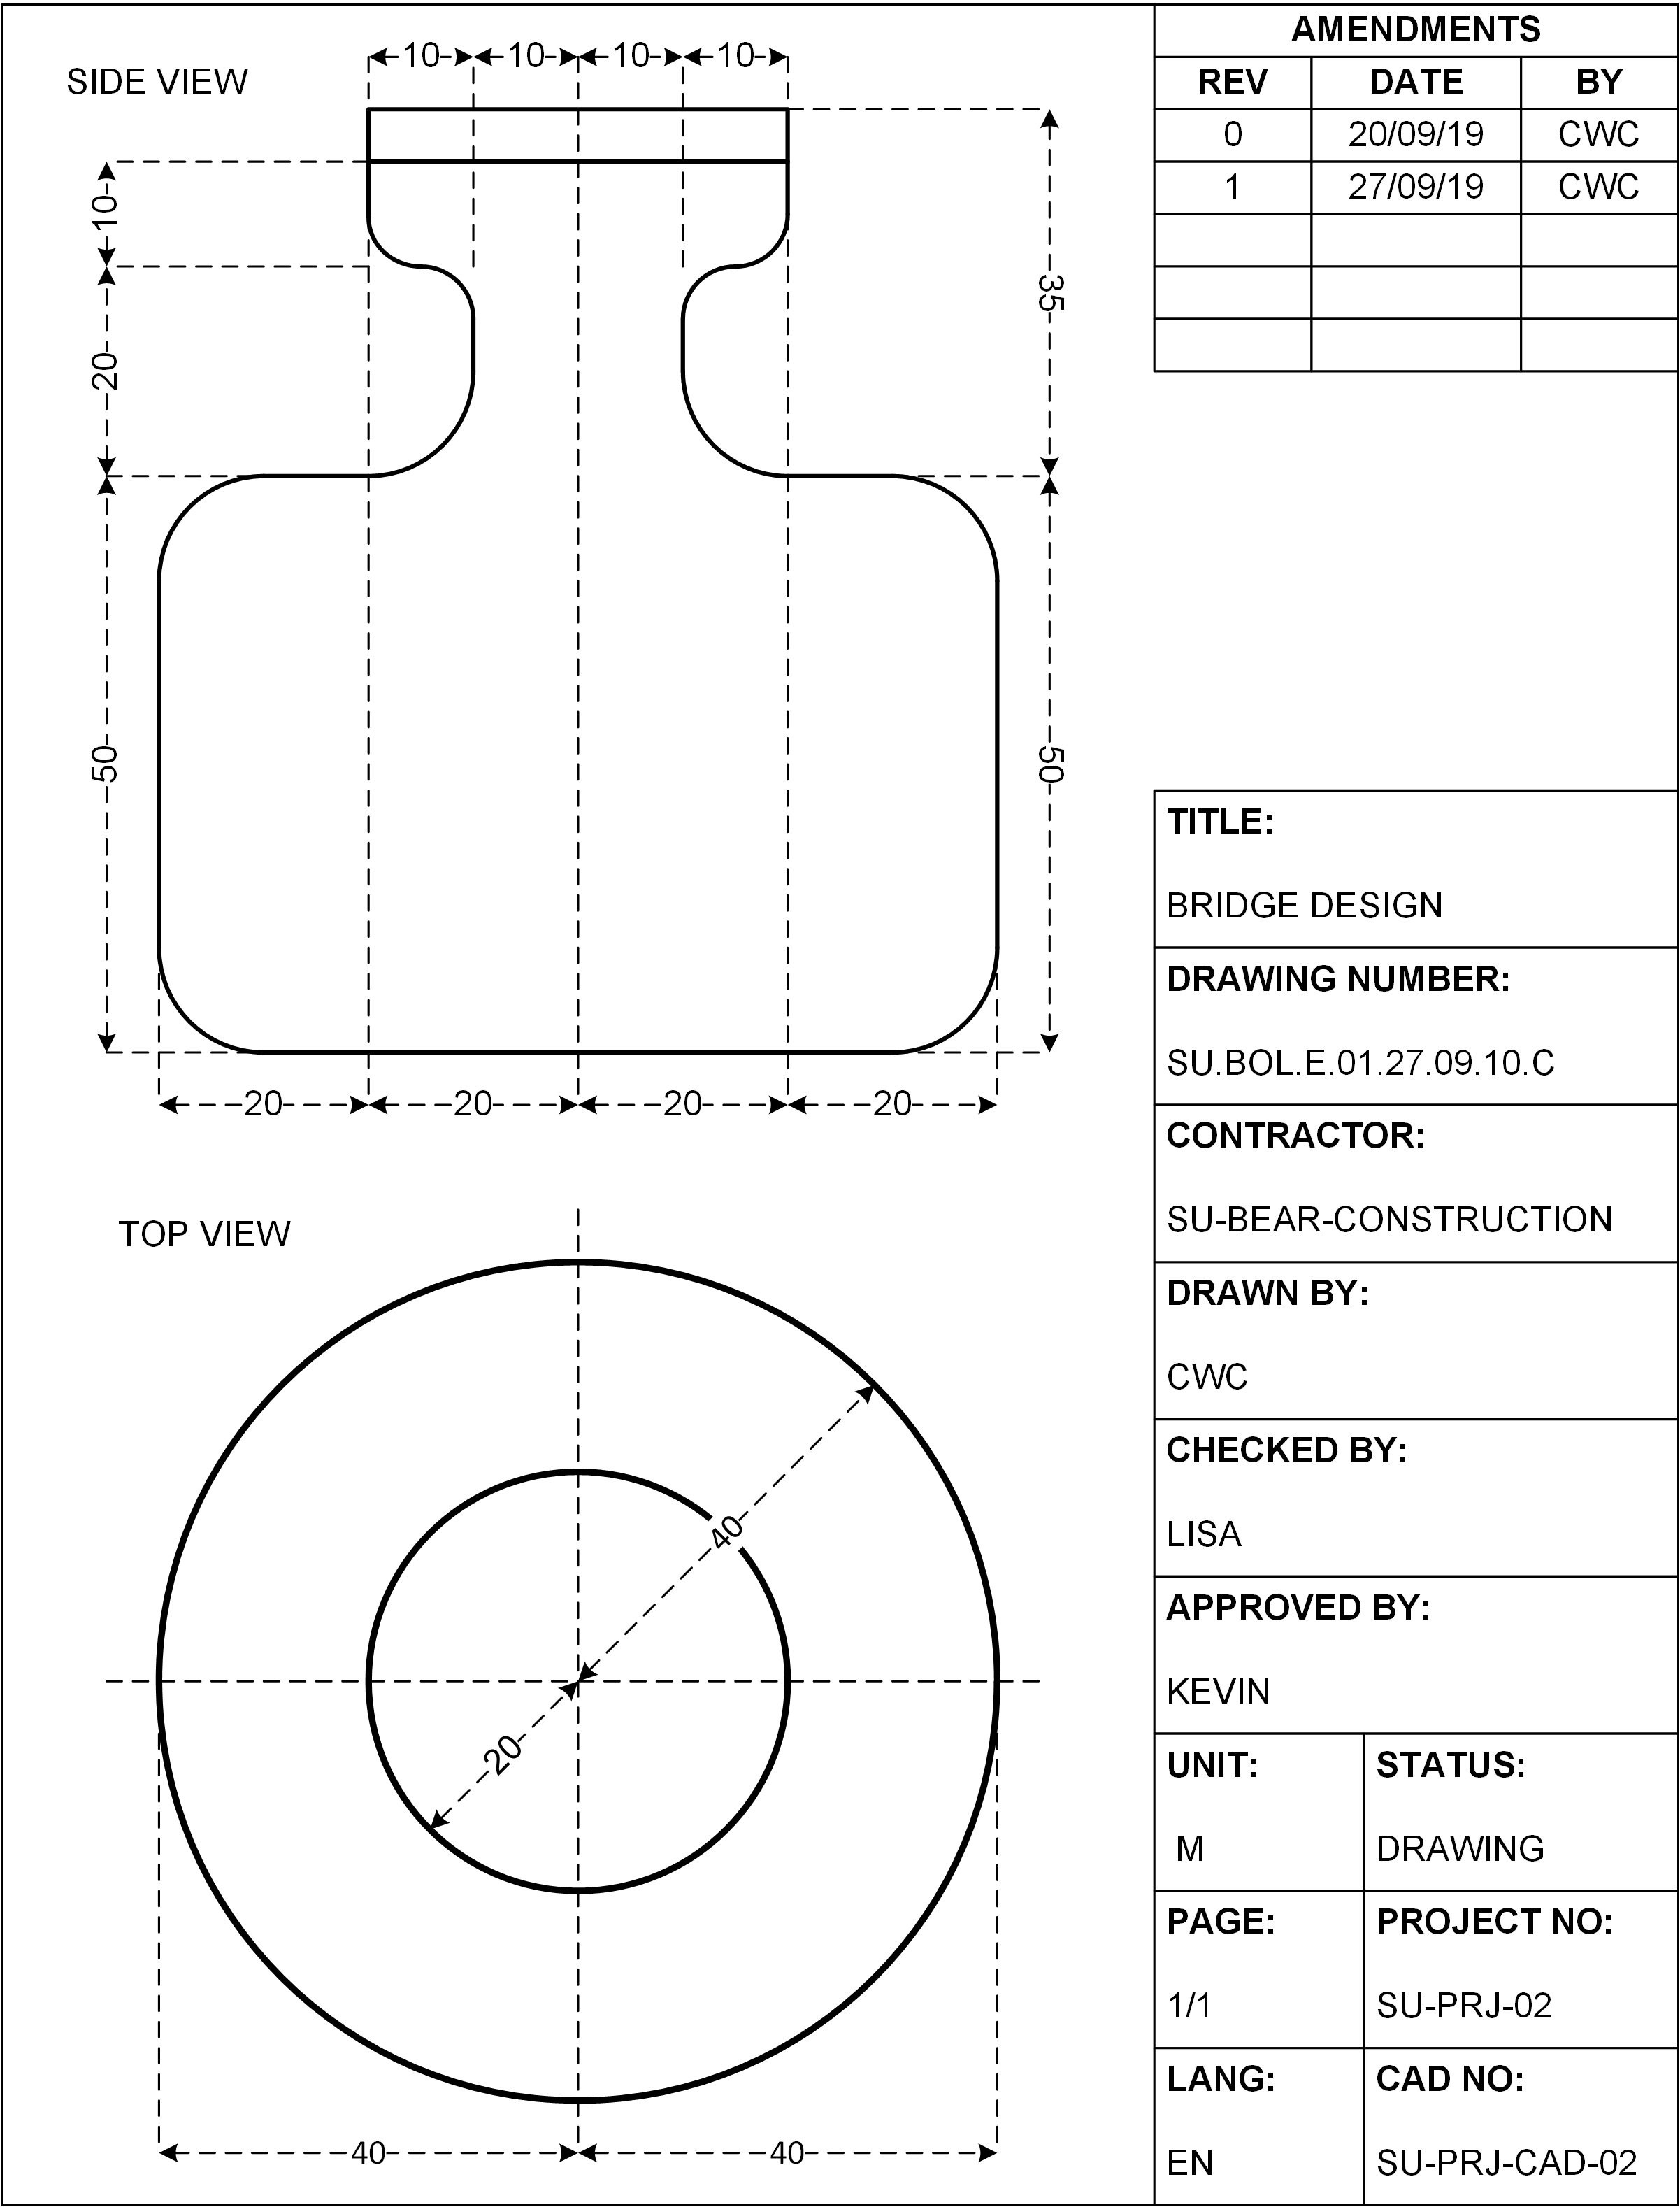 SIDE VIEW
10 10 10 10
10
20
50
35
50
20 20 20 20
TOP VIEW
40
20
40 40
AMENDMENTS
REV DATE BY
0 20/09/19 CWC
1 27/09/19 CWC
TITLE:
BRIDGE DESIGN
DRAWING NUMBER:
SU.BOL.E.01.27.09.10.C
CONTRACTOR:
SU-BEAR-CONSTRUCTION
DRAWN BY:
CWC
CHECKED BY:
LISA
APPROVED BY:
KEVIN
UNIT: STATUS:
M DRAWING
PAGE: PROJECT NO:
1/1 SU-PRJ-02
LANG: CAD NO:
EN SU-PRJ-CAD-02